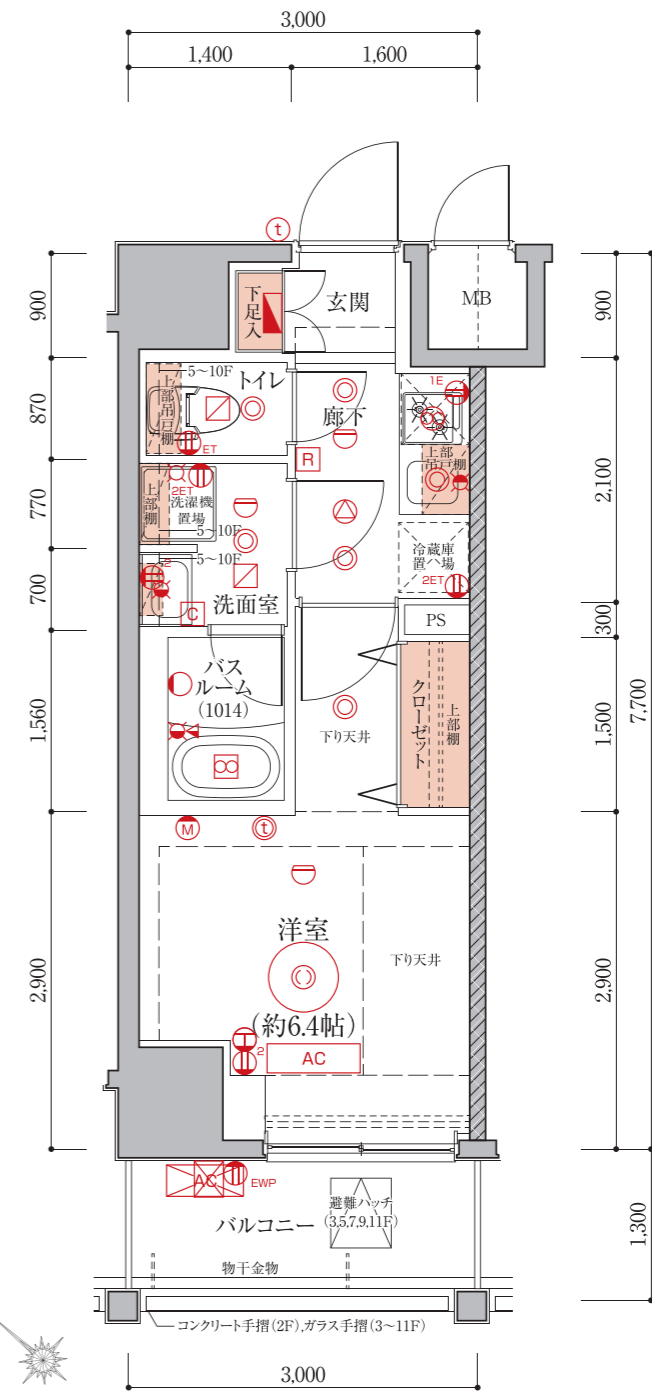 3,000
1,400
1,600
t
900
下足入
玄関
MB
900
870
5~10F
トイレ
上部吊戸棚
ET
廊下
1E
R
上部
吊戸棚
2,100
770
2ET
上部棚
洗濯機
置場
5~10F
5~10F
冷蔵庫
置場
2ET
700
2
洗面室
C
PS
300
7,700
1,560
バス
ルーム
(1014)
下り天井
クローゼット
上部棚
1,500
M
t
洋室
下り天井
2,900
2,900
(約6.4帖)
2
AC
AC
EWP
避難ハッチ
(3,5,7,9,11F)
バルコニー
1,300
物干金物
コンクリート手摺(2F),ガラス手摺(3~11F)
3,000